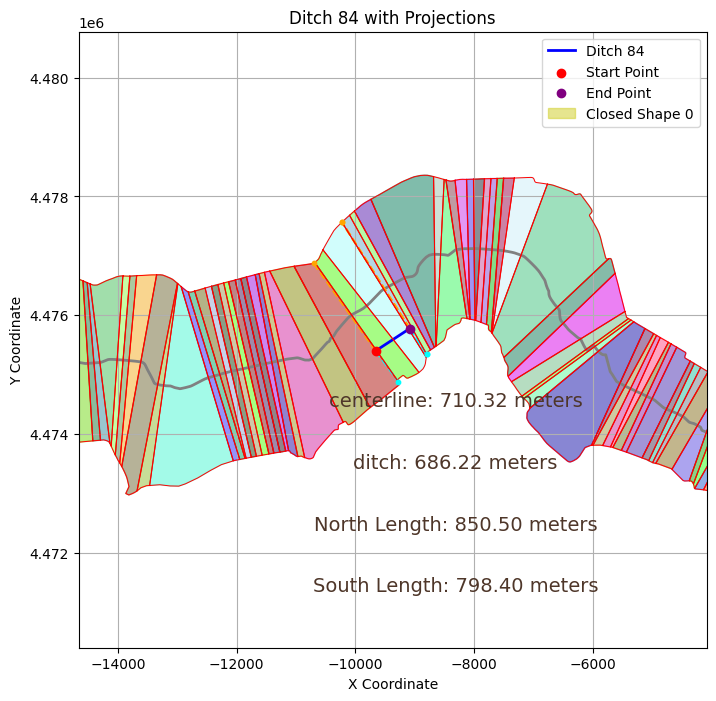 Ditch 84 with Projections
1e6
Ditch 84
Start Point
End Point
Closed Shape 0
4.480
4.478
4.476
4.474
4.472
Y Coordinate
centerline: 710.32 meters
ditch: 686.22 meters
North Length: 850.50 meters
South Length: 798.40 meters
−14000 −12000 −10000 −8000 −6000
X Coordinate